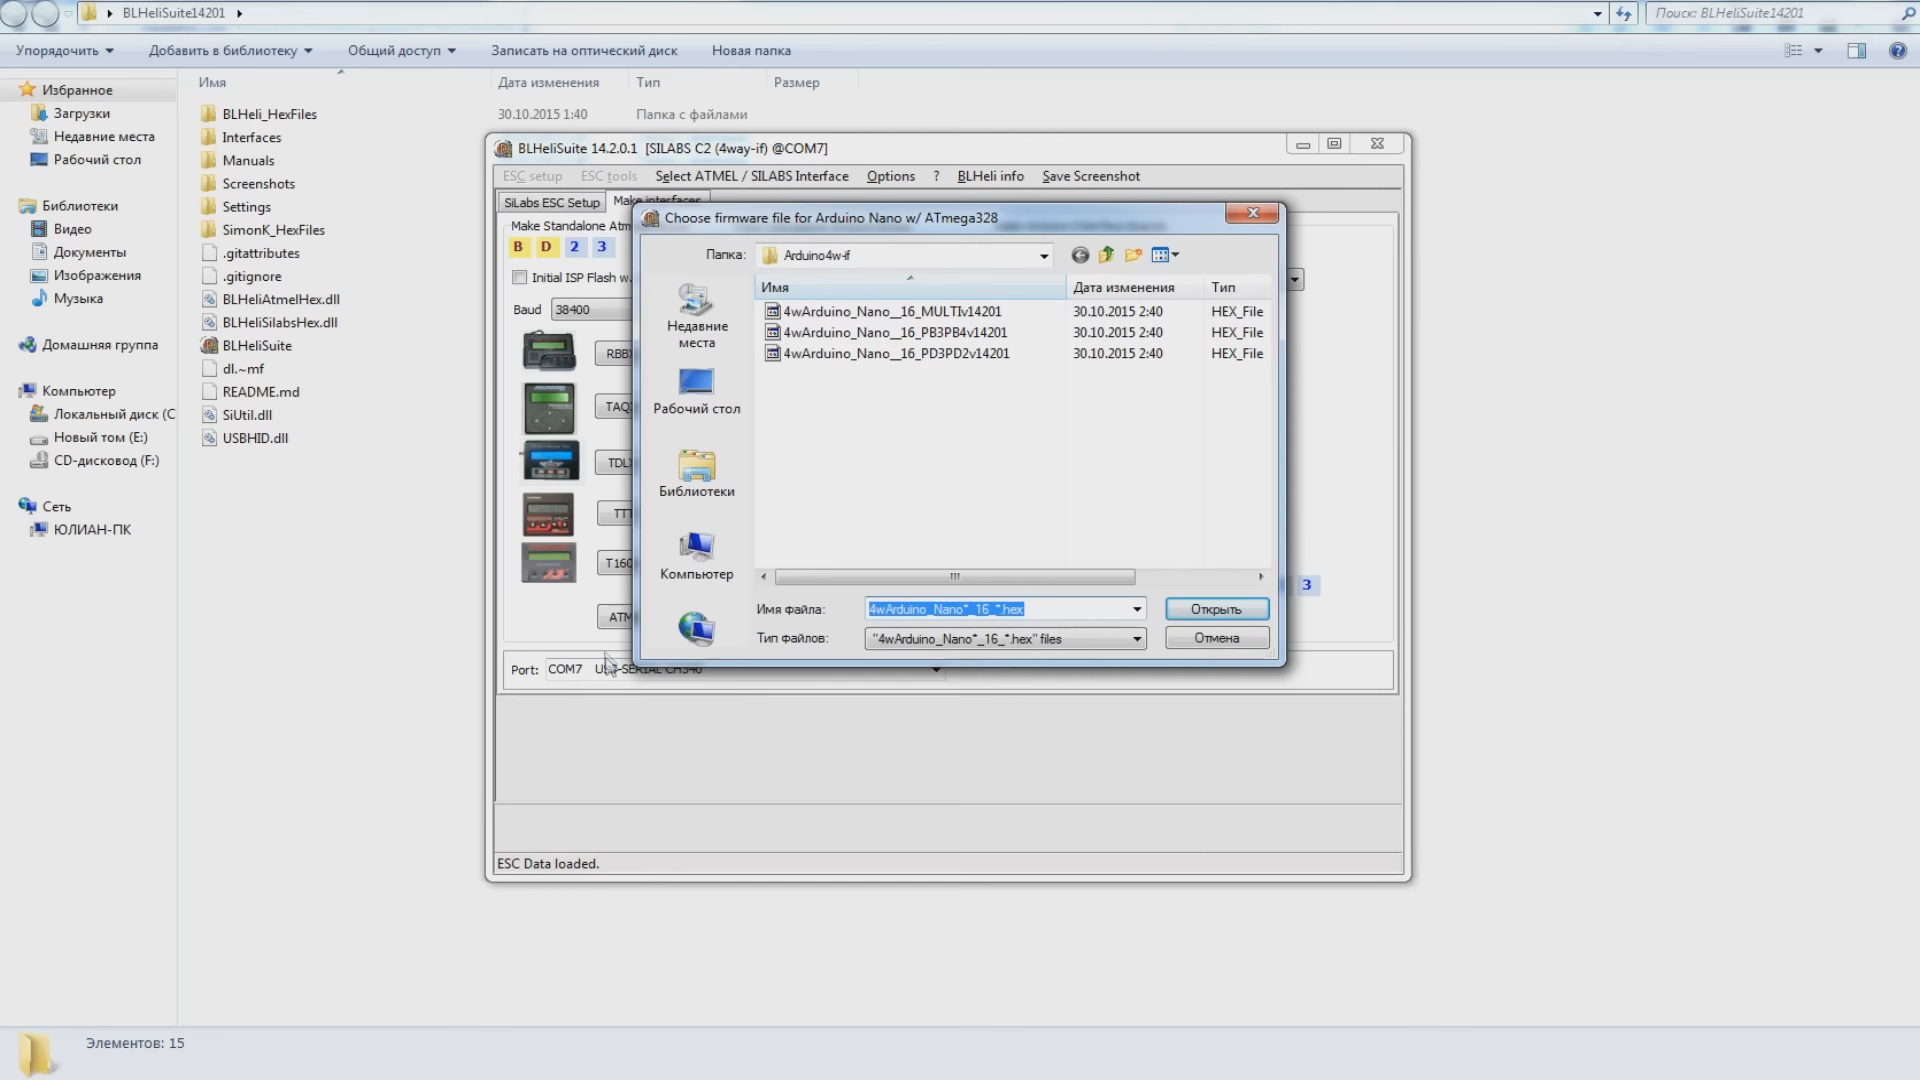 BLHeliSuite14201
Поиск: BLHeliSuite14201
Упорядочить
Добавить в библиотеку
Общий доступ
Записать на оптический диск
Новая папка
Имя
Дата изменения
Тип
Размер
Избранное
Загрузки
Недавние места
Рабочий стол
Библиотеки
Видео
Документы
Изображения
Музыка
Домашняя группа
Компьютер
Локальный диск (C
Новый том (E:)
CD-дисковод (F:)
Сеть
ЮЛИАН-ПК
BLHeli_HexFiles
30.10.2015 1:40
Папка с файлами
Interfaces
Manuals
Screenshots
Settings
SimonK_HexFiles
.gitattributes
.gitignore
BLHeliAtmelHex.dll
BLHeliSilabsHex.dll
BLHeliSuite
dl.~mf
README.md
SiUtil.dll
USBHID.dll
BLHeliSuite 14.2.0.1 [SILABS C2 (4way-if) @COM7]
ESC setup
ESC tools
Select ATMEL / SILABS Interface
Options
?
BLHeli info
Save Screenshot
SiLabs ESC Setup
Make interfaces
Make Standalone Atm
B D 2 3
Initial ISP Flash w.
Baud 38400
RBB
TAQ
TDL
TT
T160
ATM
3
Port: COM7 USB-SERIAL CH340
ESC Data loaded.
Choose firmware file for Arduino Nano w/ ATmega328
Папка: Arduino4w-if
Недавние места
Рабочий стол
Библиотеки
Компьютер
Имя
Дата изменения
Тип
4wArduino_Nano__16_MULTIv14201 30.10.2015 2:40 HEX_File
4wArduino_Nano__16_PB3PB4v14201 30.10.2015 2:40 HEX_File
4wArduino_Nano__16_PD3PD2v14201 30.10.2015 2:40 HEX_File
Имя файла: 4wArduino_Nano*_16_*.hex
Открыть
Тип файлов: "4wArduino_Nano*_16_*.hex" files
Отмена
Элементов: 15